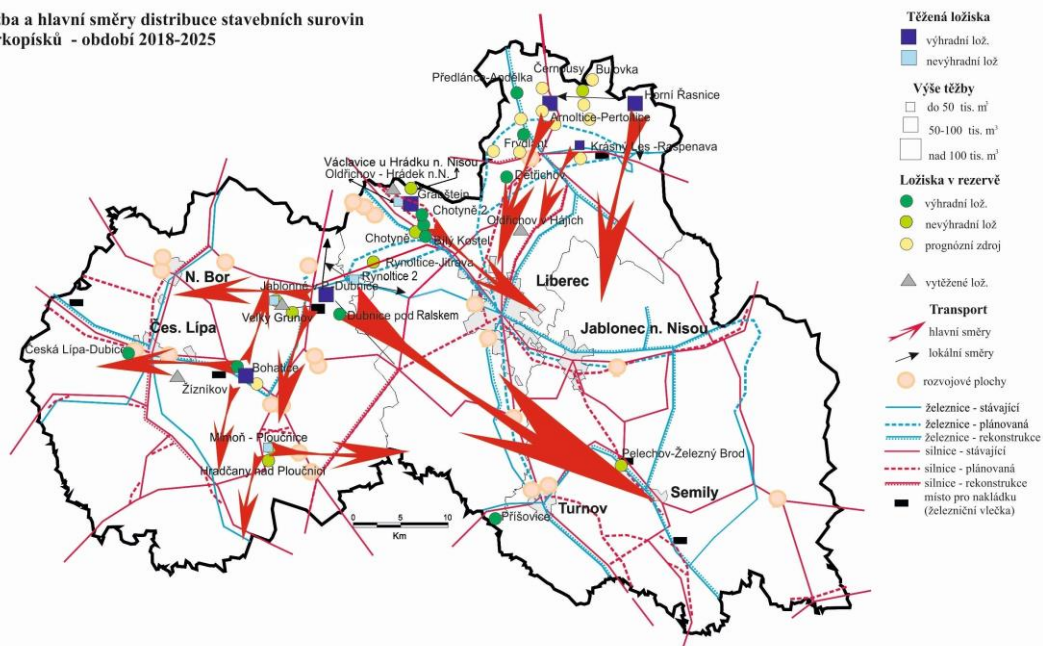 ba a hlavní směry distribuce stavebních surovin
rkopísků - období 2018-2025
Těžená ložiska
výhradní lož.
nevýhradní lož
Výše těžby
do 50 tis. m³
50-100 tis. m³
nad 100 tis. m³
Ložiska v rezervě
výhradní lož.
nevýhradní lož
prognózní zdroj
vytěžené lož.
Transport
hlavní směry
lokální směry
rozvojové plochy
železnice - stávající
železnice - plánovaná
železnice - rekonstrukce
silnice - stávající
silnice - plánovaná
silnice - rekonstrukce
místo pro nakládku
(železniční vlečka)
Černousy
Bulovka
Předlánce-Andělka
Horní Řasnice
Arnoltice-Pertoltice
Frýdlant
Krásný Les -Raspenava
Václavice u Hrádku n. Nisou
Oldřichov - Hrádek n.N.
Dětřichov
Grabštejn
Chotyně 2
Oldřichov v Hájích
Chotyně
Bílý Kostel
Rynoltice-Jítrava
Rynoltice 2
N. Bor
Liberec
Jablonné v P.-Dubnice
Velký Grunov
Dubnice pod Ralskem
Jablonec n. Nisou
Čes. Lípa
Česká Lípa-Dubice
Bohatice
Žizníkov
Mimoň - Ploučnice
Hradčany nad Ploučnicí
Pelechov-Železný Brod
Semily
Turnov
Příšovice
0 5 10
Km